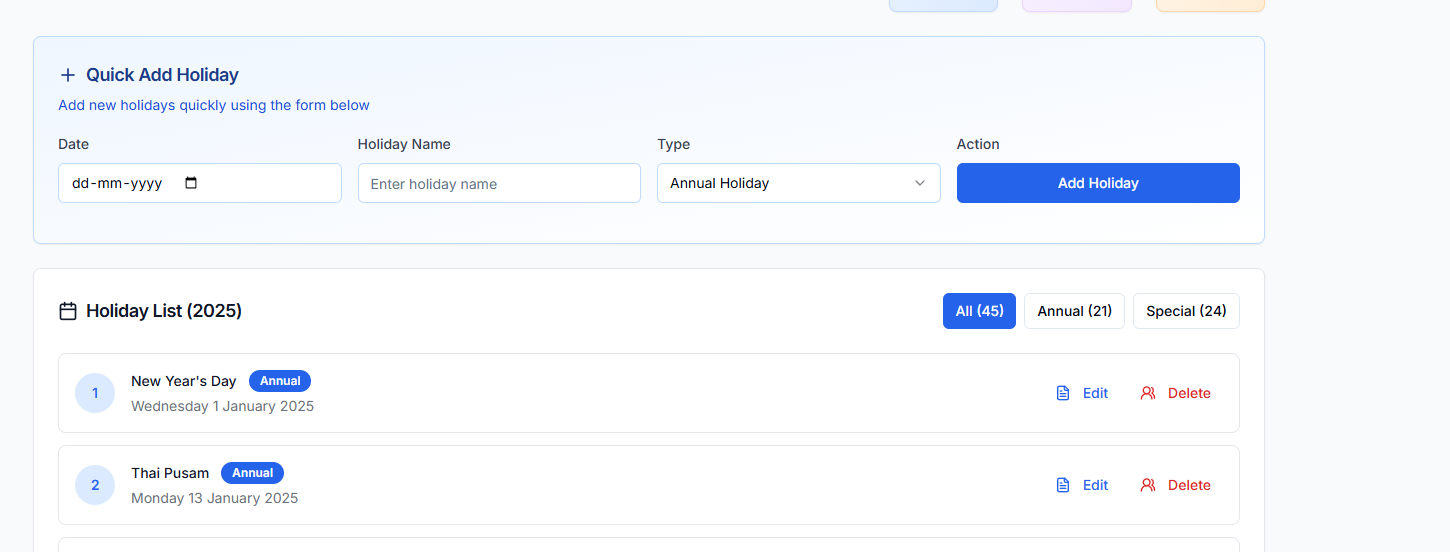 Quick Add Holiday
Add new holidays quickly using the form below
Date Holiday Name Type Action
dd-mm-yyyy Enter holiday name Annual Holiday Add Holiday
Holiday List (2025) All (45) Annual (21) Special (24)
1 New Year's Day Annual Edit Delete
Wednesday 1 January 2025
2 Thai Pusam Annual Edit Delete
Monday 13 January 2025